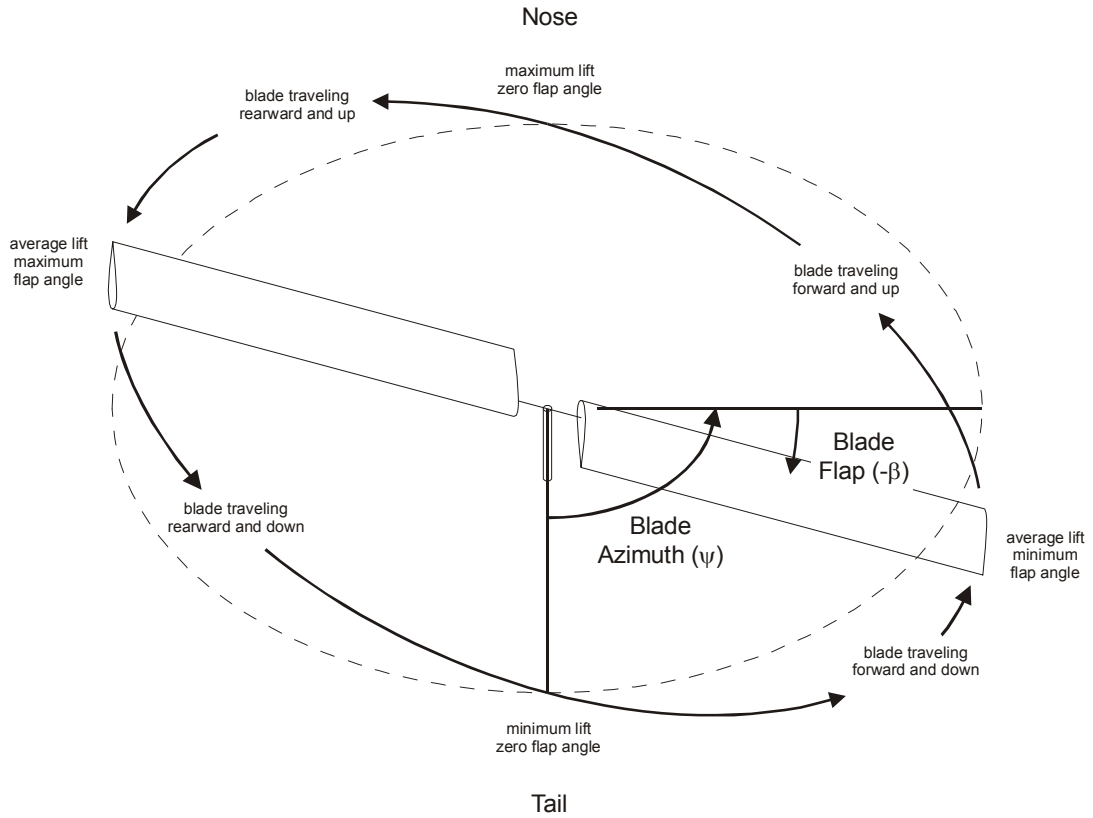 Nose
maximum lift
zero flap angle
blade traveling
rearward and up
average lift
maximum
flap angle
blade traveling
forward and up
Blade
Flap (-β)
blade traveling
rearward and down
Blade
Azimuth (ψ)
average lift
minimum
flap angle
blade traveling
forward and down
minimum lift
zero flap angle
Tail